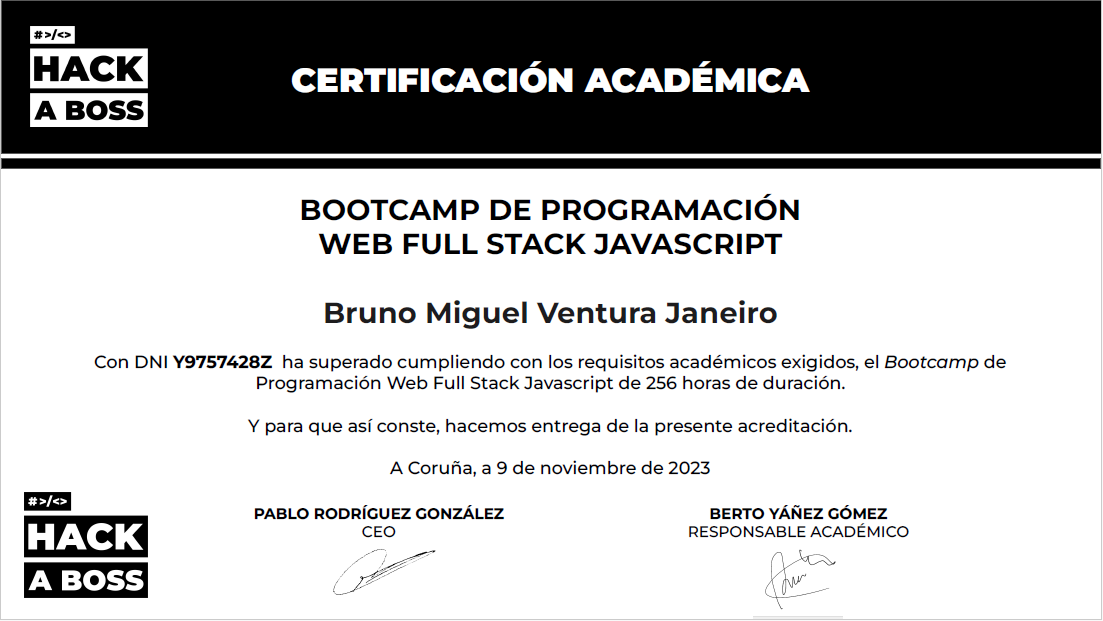 #>/<>
HACK
A BOSS
CERTIFICACIÓN ACADÉMICA
BOOTCAMP DE PROGRAMACIÓN
WEB FULL STACK JAVASCRIPT
Bruno Miguel Ventura Janeiro
Con DNI Y9757428Z ha superado cumpliendo con los requisitos académicos exigidos, el Bootcamp de
Programación Web Full Stack Javascript de 256 horas de duración.
Y para que así conste, hacemos entrega de la presente acreditación.
A Coruña, a 9 de noviembre de 2023
#>/<>
HACK
A BOSS
PABLO RODRÍGUEZ GONZÁLEZ
CEO
BERTO YÁÑEZ GÓMEZ
RESPONSABLE ACADÉMICO